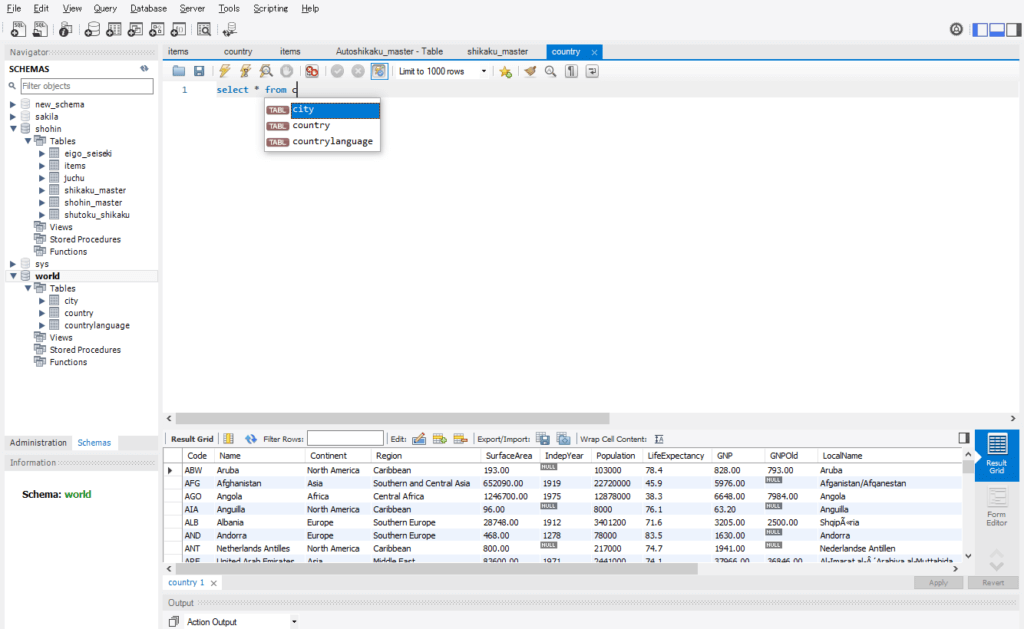 File Edit View Query Database Server Tools Scripting Help
Navigator
SCHEMAS
Filter objects
new_schema
sakila
shohin
Tables
eigo_seiseki
items
juchu
shikaku_master
shohin_master
shutoku_shikaku
Views
Stored Procedures
Functions
sys
world
Tables
city
country
countrylanguage
Views
Stored Procedures
Functions
Administration Schemas
Information
Schema: world
items country items Autoshikaku_master - Table shikaku_master country
Limit to 1000 rows
1 select * from c
TABL city
TABL country
TABL countrylanguage
Result Grid Filter Rows: Edit: Export/Import: Wrap Cell Content:
Code Name Continent Region SurfaceArea IndepYear Population LifeExpectancy GNP GNPOld LocalName
ABW Aruba North America Caribbean 193.00 NULL 103000 78.4 828.00 793.00 Aruba
AFG Afghanistan Asia Southern and Central Asia 652090.00 1919 22720000 45.9 5976.00 NULL Afganistan/Afqanestan
AGO Angola Africa Central Africa 1246700.00 1975 12878000 38.3 6648.00 7984.00 Angola
AIA Anguilla North America Caribbean 96.00 NULL 8000 76.1 63.20 NULL Anguilla
ALB Albania Europe Southern Europe 28748.00 1912 3401200 71.6 3205.00 2500.00 Shqipëria
AND Andorra Europe Southern Europe 468.00 1278 78000 83.5 1630.00 NULL Andorra
ANT Netherlands Antilles North America Caribbean 800.00 NULL 217000 74.7 1941.00 NULL Nederlandse Antillen
ARE United Arab Emirates Asia Middle East 83600.00 1971 2441000 74.1 37966.00 36846.00
Result
Grid
Form
Editor
country 1 Apply Revert
Output
Action Output